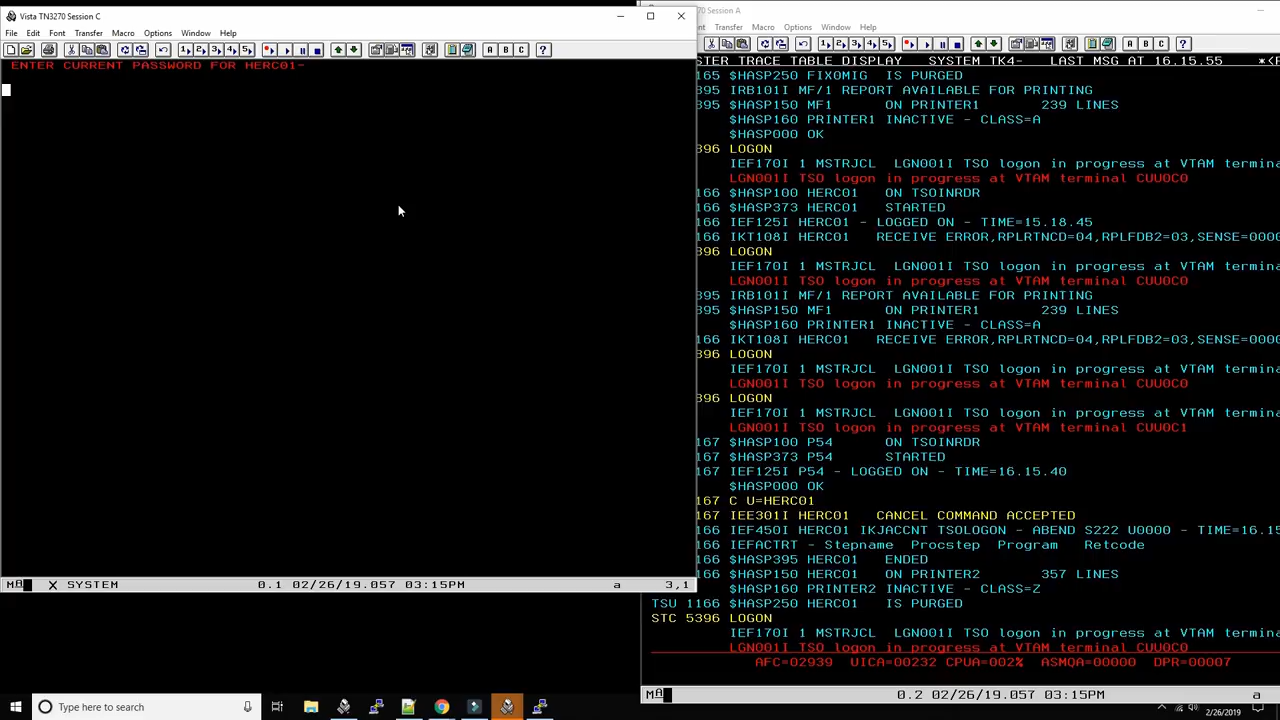 Vista TN3270 Session C
File Edit Font Transfer Macro Options Window Help
1 2 3 4 5 A B C ?
ENTER CURRENT PASSWORD FOR HERC01-
MA X SYSTEM 0.1 02/26/19.057 03:15PM a 3,1
Session A
nt Transfer Macro Options Window Help
1 2 3 4 5 A B C ?
STER TRACE TABLE DISPLAY SYSTEM TK4- LAST MSG AT 16.15.55 *(P
165 $HASP250 FIX0MIG IS PURGED
395 IRB101I MF/1 REPORT AVAILABLE FOR PRINTING
395 $HASP150 MF1 ON PRINTER1 239 LINES
$HASP160 PRINTER1 INACTIVE - CLASS=A
$HASP000 OK
396 LOGON
IEF170I 1 MSTRJCL LGN001I TSO logon in progress at VTAM termina
LGN001I TSO logon in progress at VTAM terminal CUU0C0
166 $HASP100 HERC01 ON TSOINRDR
166 $HASP373 HERC01 STARTED
166 IEF125I HERC01 - LOGGED ON - TIME=15.18.45
166 IKT108I HERC01 RECEIVE ERROR,RPLRTNCD=04,RPLFDB2=03,SENSE=0000
396 LOGON
IEF170I 1 MSTRJCL LGN001I TSO logon in progress at VTAM termina
LGN001I TSO logon in progress at VTAM terminal CUU0C0
395 IRB101I MF/1 REPORT AVAILABLE FOR PRINTING
395 $HASP150 MF1 ON PRINTER1 239 LINES
$HASP160 PRINTER1 INACTIVE - CLASS=A
166 IKT108I HERC01 RECEIVE ERROR,RPLRTNCD=04,RPLFDB2=03,SENSE=0000
396 LOGON
IEF170I 1 MSTRJCL LGN001I TSO logon in progress at VTAM termina
LGN001I TSO logon in progress at VTAM terminal CUU0C0
396 LOGON
IEF170I 1 MSTRJCL LGN001I TSO logon in progress at VTAM termina
LGN001I TSO logon in progress at VTAM terminal CUU0C1
167 $HASP100 P54 ON TSOINRDR
167 $HASP373 P54 STARTED
167 IEF125I P54 - LOGGED ON - TIME=16.15.40
$HASP000 OK
167 C U=HERC01
167 IEE301I HERC01 CANCEL COMMAND ACCEPTED
166 IEF450I HERC01 IKJACCNT TSOLOGON - ABEND S222 U0000 - TIME=16.15
166 IEFACTRT - Stepname Procstep Program Retcode
166 $HASP395 HERC01 ENDED
166 $HASP150 HERC01 ON PRINTER2 357 LINES
$HASP160 PRINTER2 INACTIVE - CLASS=Z
TSU 1166 $HASP250 HERC01 IS PURGED
STC 5396 LOGON
IEF170I 1 MSTRJCL LGN001I TSO logon in progress at VTAM termina
LGN001I TSO logon in progress at VTAM terminal CUU0C0
AFC=02939 UICA=00232 CPUA=002% ASMQA=00000 DPR=00007
MA 0.2 02/26/19.057 03:15PM a
Type here to search
2/26/2019